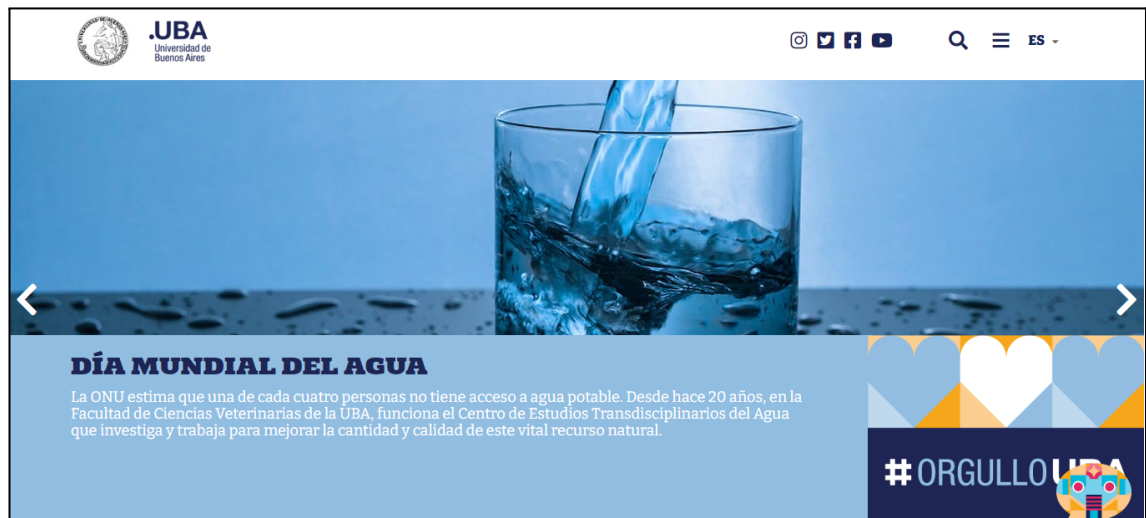 .UBA
Universidad de
Buenos Aires
ES
DÍA MUNDIAL DEL AGUA
La ONU estima que una de cada cuatro personas no tiene acceso a agua potable. Desde hace 20 años, en la
Facultad de Ciencias Veterinarias de la UBA, funciona el Centro de Estudios Transdisciplinarios del Agua
que investiga y trabaja para mejorar la cantidad y calidad de este vital recurso natural.
#ORGULLOUBA